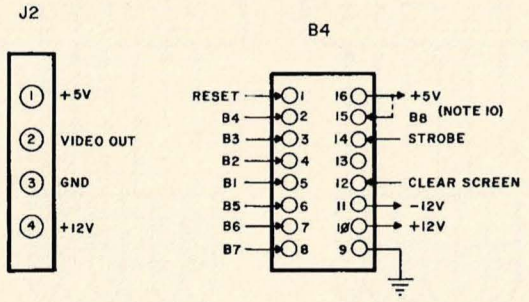 J2
1 +5V
2 VIDEO OUT
3 GND
4 +12V
B4
RESET 1 16 +5V
B4 2 15 B8 (NOTE 10)
B3 3 14 STROBE
B2 4 13
B1 5 12 CLEAR SCREEN
B5 6 11 -12V
B6 7 10 +12V
B7 8 9